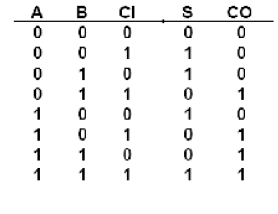 A B CI S CO
0 0 0 0 0
0 0 1 1 0
0 1 0 1 0
0 1 1 0 1
1 0 0 1 0
1 0 1 0 1
1 1 0 0 1
1 1 1 1 1